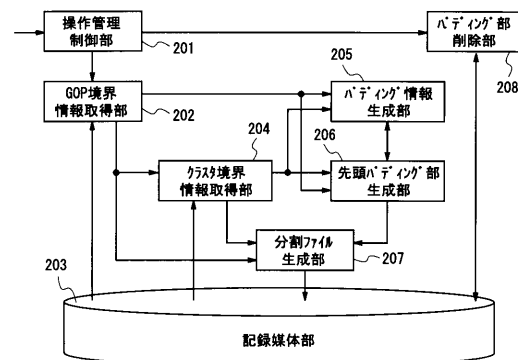 操作管理
制御部
201
パディング部
削除部
208
GOP境界
情報取得部
202
205
パディング情報
生成部
204
クラスタ境界
情報取得部
206
先頭パディング部
生成部
分割ファイル
生成部
207
203
記録媒体部